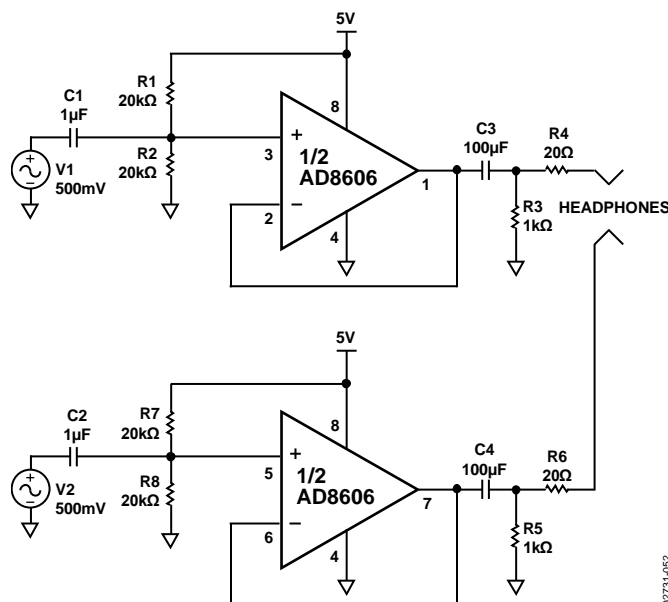 5V
R1
20kΩ
C1
1µF
8
C3
100µF
R4
20Ω
+
3
1/2
AD8606
1
V1
500mV
+
−
R2
20kΩ
−
2
4
R3
1kΩ
HEADPHONES
5V
R7
20kΩ
C2
1µF
8
C4
100µF
R6
20Ω
+
5
1/2
AD8606
7
V2
500mV
+
−
R8
20kΩ
−
6
4
R5
1kΩ
02731-052